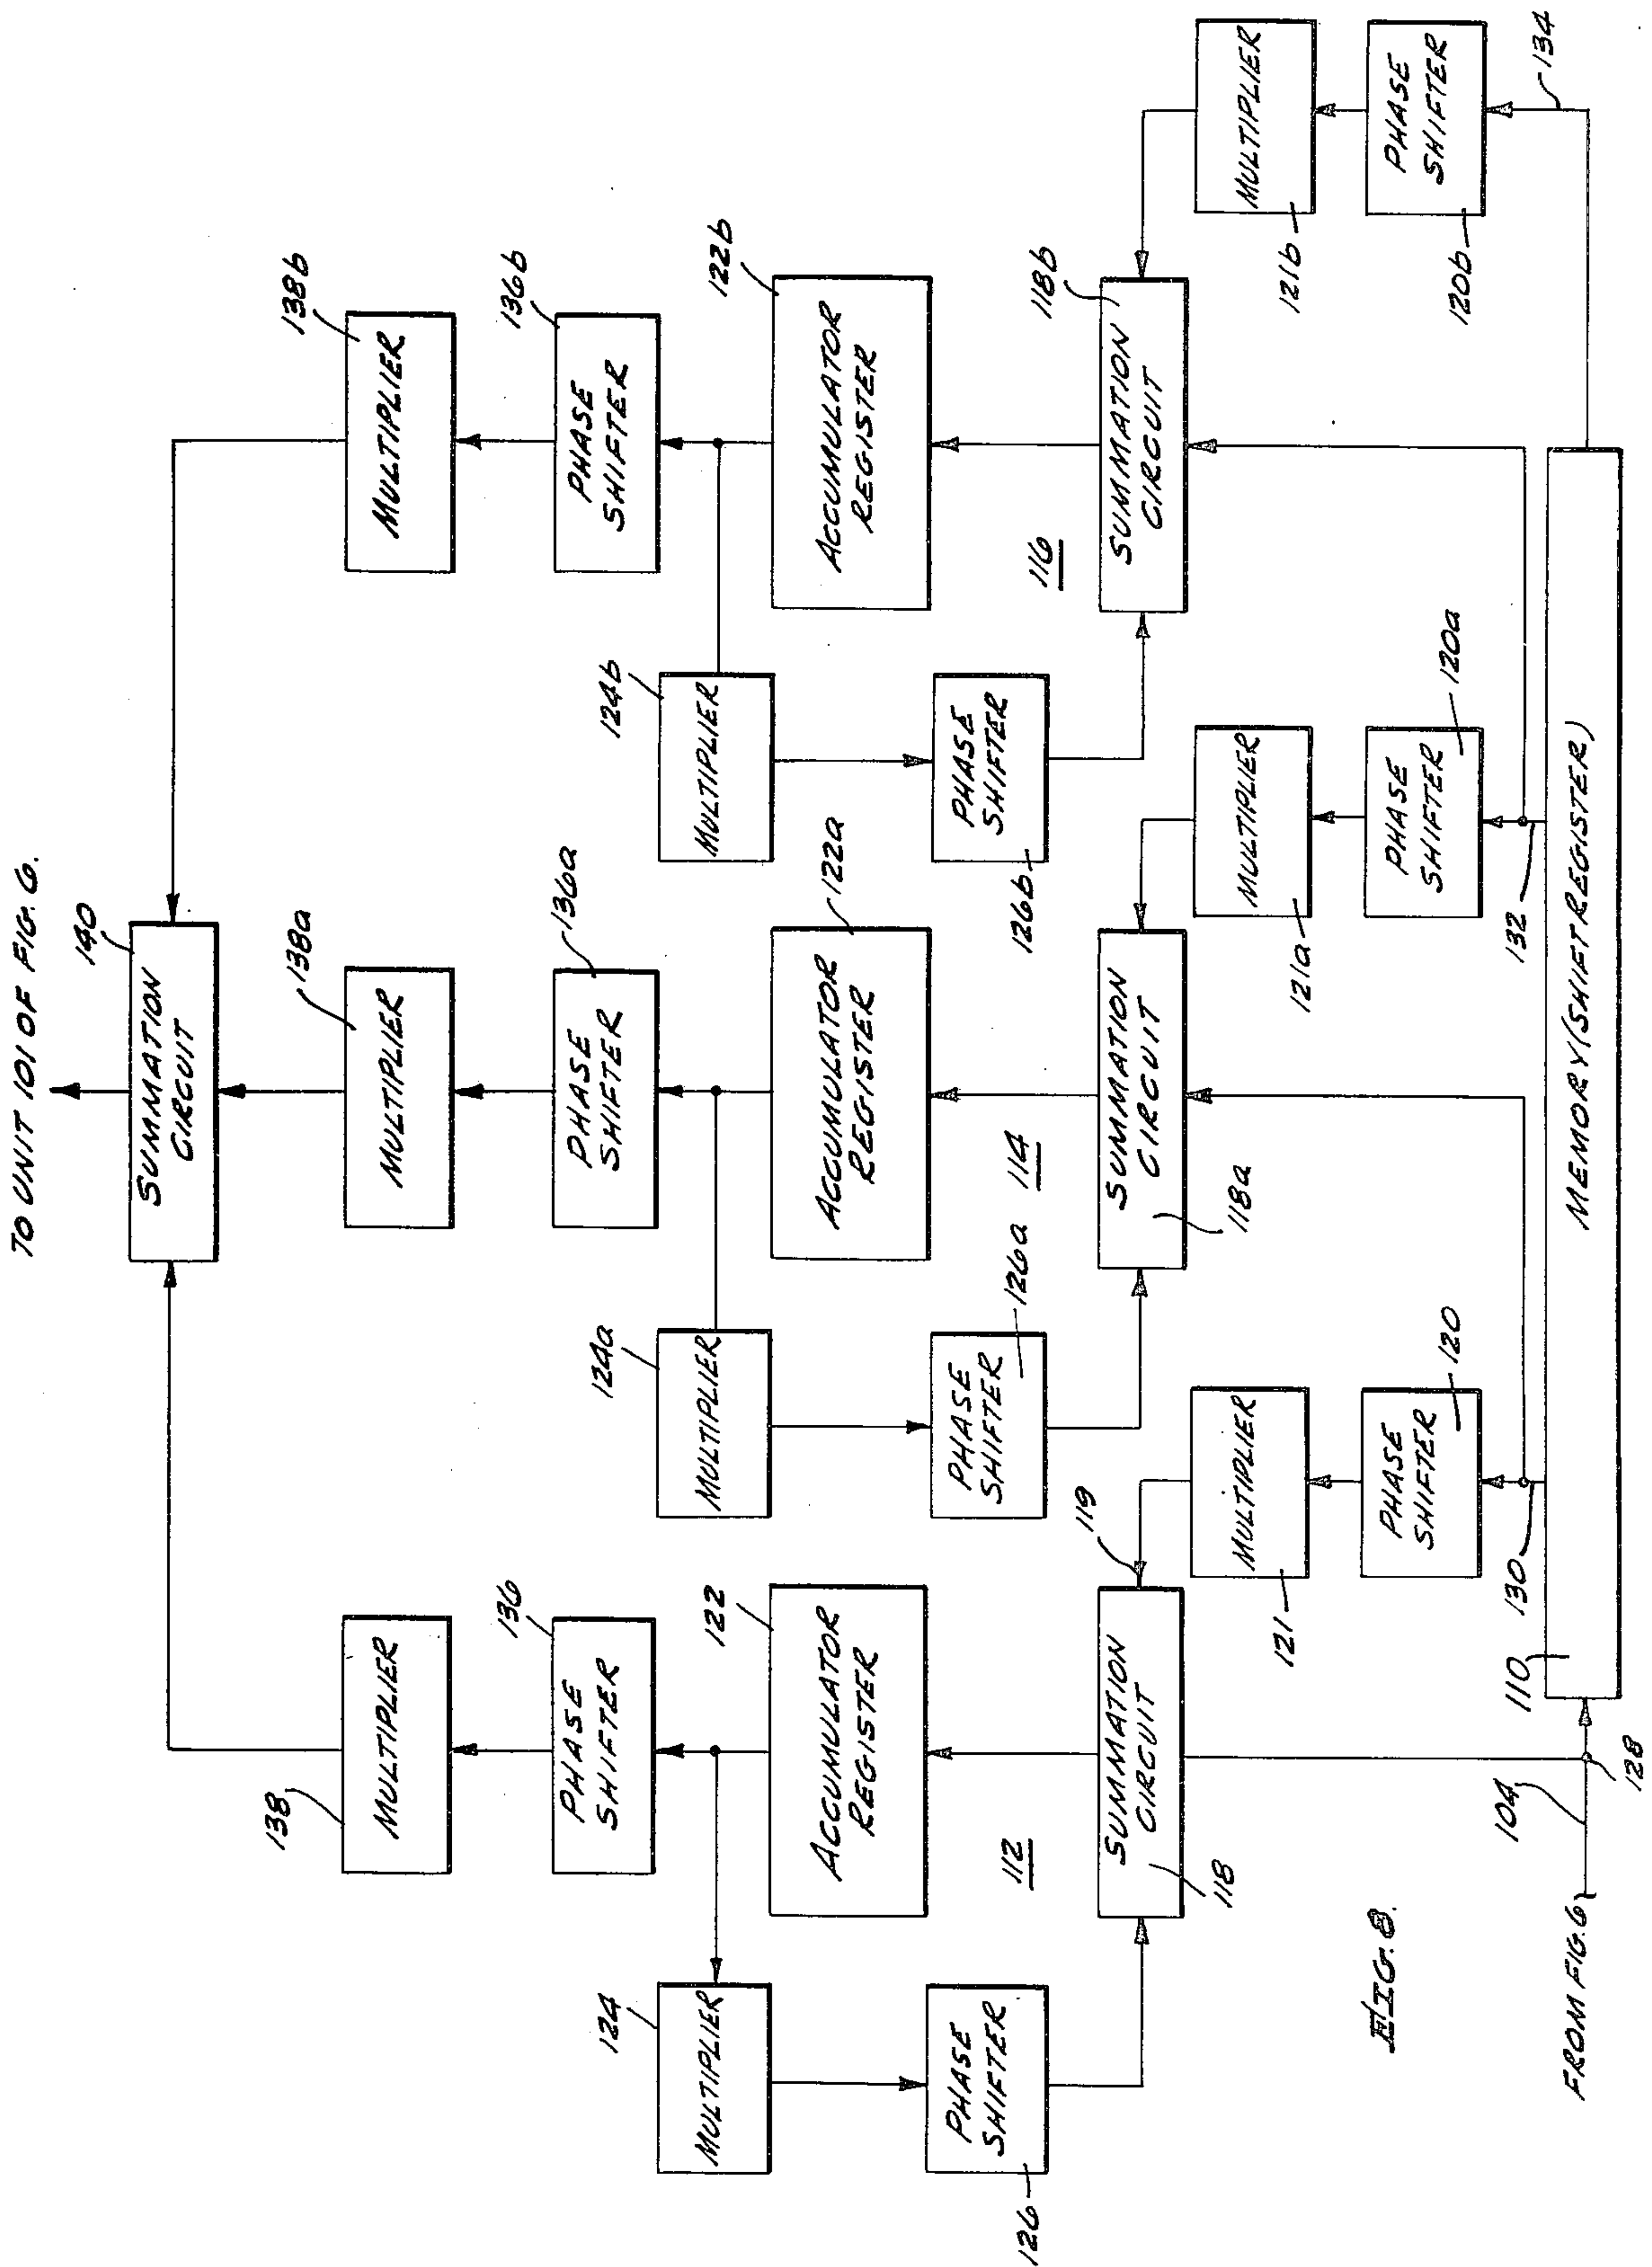 TO UNIT 101 OF FIG. 6.
140
SUMMATION
CIRCUIT
138
MULTIPLIER
138a
MULTIPLIER
138b
MULTIPLIER
136
PHASE
SHIFTER
136a
PHASE
SHIFTER
136b
PHASE
SHIFTER
124
MULTIPLIER
122
ACCUMULATOR
REGISTER
124a
MULTIPLIER
122a
ACCUMULATOR
REGISTER
124b
MULTIPLIER
122b
ACCUMULATOR
REGISTER
126
PHASE
SHIFTER
112
126a
PHASE
SHIFTER
114
126b
PHASE
SHIFTER
116
118
SUMMATION
CIRCUIT
119
118a
SUMMATION
CIRCUIT
118b
SUMMATION
CIRCUIT
121
MULTIPLIER
121a
MULTIPLIER
121b
MULTIPLIER
120
PHASE
SHIFTER
120a
PHASE
SHIFTER
120b
PHASE
SHIFTER
130
132
134
FROM FIG. 6
104
128
110
MEMORY (SHIFT REGISTER)
FIG. 8.